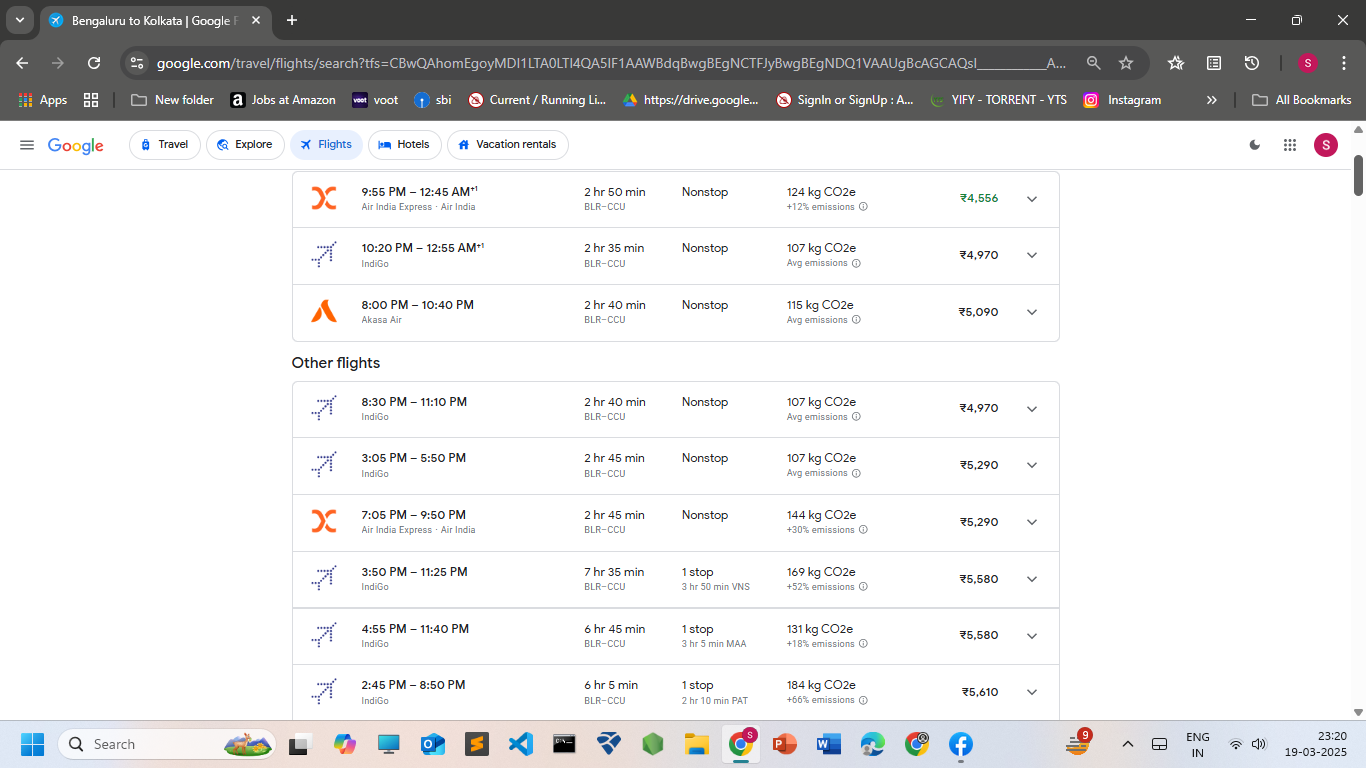 Bengaluru to Kolkata | Google F
google.com/travel/flights/search?tfs=CBwQAhomEgoyMDI1LTA0LTI4QA5IF1AAWBdqBwgBEgNCTFJyBwgBEgNDQ1VAAUgBcAGCAQsI___________A...
S
Apps
New folder
Jobs at Amazon
voot
voot
sbi
Current / Running Li...
https://drive.google...
SignIn or SignUp : A...
YIFY - TORRENT - YTS
Instagram
»
All Bookmarks
Google
Travel
Explore
Flights
Hotels
Vacation rentals
S
9:55 PM – 12:45 AM+1 2 hr 50 min Nonstop 124 kg CO2e ₹4,556
Air India Express · Air India BLR–CCU +12% emissions
10:20 PM – 12:55 AM+1 2 hr 35 min Nonstop 107 kg CO2e ₹4,970
IndiGo BLR–CCU Avg emissions
8:00 PM – 10:40 PM 2 hr 40 min Nonstop 115 kg CO2e ₹5,090
Akasa Air BLR–CCU Avg emissions
Other flights
8:30 PM – 11:10 PM 2 hr 40 min Nonstop 107 kg CO2e ₹4,970
IndiGo BLR–CCU Avg emissions
3:05 PM – 5:50 PM 2 hr 45 min Nonstop 107 kg CO2e ₹5,290
IndiGo BLR–CCU Avg emissions
7:05 PM – 9:50 PM 2 hr 45 min Nonstop 144 kg CO2e ₹5,290
Air India Express · Air India BLR–CCU +30% emissions
3:50 PM – 11:25 PM 7 hr 35 min 1 stop 169 kg CO2e ₹5,580
IndiGo BLR–CCU 3 hr 50 min VNS +52% emissions
4:55 PM – 11:40 PM 6 hr 45 min 1 stop 131 kg CO2e ₹5,580
IndiGo BLR–CCU 3 hr 5 min MAA +18% emissions
2:45 PM – 8:50 PM 6 hr 5 min 1 stop 184 kg CO2e ₹5,610
IndiGo BLR–CCU 2 hr 10 min PAT +66% emissions
Search
S
9
ENG
IN
23:20
19-03-2025